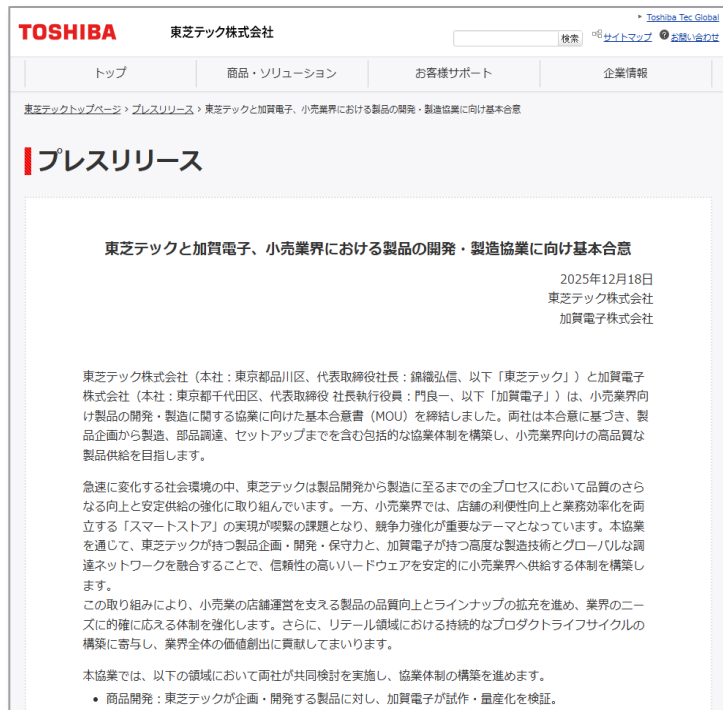 Toshiba Tec Global
TOSHIBA 東芝テック株式会社
検索 サイトマップ お問い合わせ
トップ 商品・ソリューション お客様サポート 企業情報
東芝テックトップページ › プレスリリース › 東芝テックと加賀電子、小売業界における製品の開発・製造協業に向け基本合意
プレスリリース
東芝テックと加賀電子、小売業界における製品の開発・製造協業に向け基本合意
2025年12月18日
東芝テック株式会社
加賀電子株式会社
東芝テック株式会社（本社：東京都品川区、代表取締役社長：錦織弘信、以下「東芝テック」）と加賀電子
株式会社（本社：東京都千代田区、代表取締役 社長執行役員：門良一、以下「加賀電子」）は、小売業界向
け製品の開発・製造に関する協業に向けた基本合意書（MOU）を締結しました。両社は本合意に基づき、製
品企画から製造、部品調達、セットアップまでを含む包括的な協業体制を構築し、小売業界向けの高品質な
製品供給を目指します。
急速に変化する社会環境の中、東芝テックは製品開発から製造に至るまでの全プロセスにおいて品質のさら
なる向上と安定供給の強化に取り組んでいます。一方、小売業界では、店舗の利便性向上と業務効率化を両
立する「スマートストア」の実現が喫緊の課題となり、競争力強化が重要なテーマとなっています。本協業
を通じて、東芝テックが持つ製品企画・開発・保守力と、加賀電子が持つ高度な製造技術とグローバルな調
達ネットワークを融合することで、信頼性の高いハードウェアを安定的に小売業界へ供給する体制を構築し
ます。
この取り組みにより、小売業の店舗運営を支える製品の品質向上とラインナップの拡充を進め、業界のニー
ズに的確に応える体制を強化します。さらに、リテール領域における持続的なプロダクトライフサイクルの
構築に寄与し、業界全体の価値創出に貢献してまいります。
本協業では、以下の領域において両社が共同検討を実施し、協業体制の構築を進めます。
• 商品開発：東芝テックが企画・開発する製品に対し、加賀電子が試作・量産化を検証。